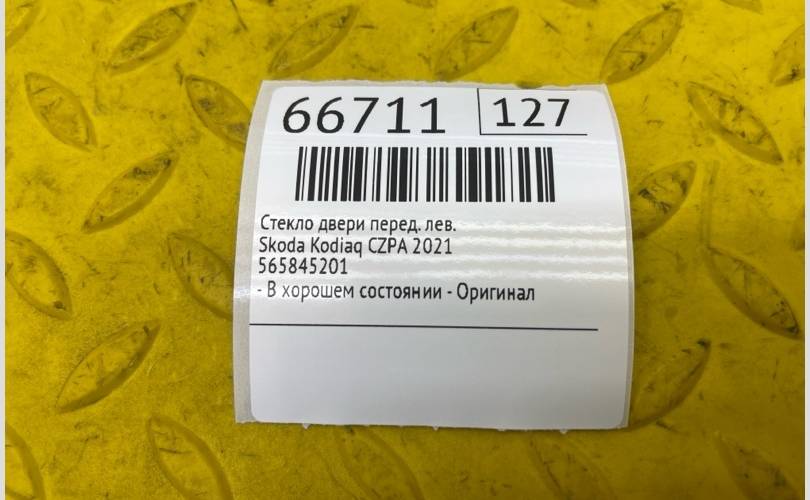 66711 127
Стекло двери перед. лев.
Skoda Kodiaq CZPA 2021
565845201
- В хорошем состоянии - Оригинал